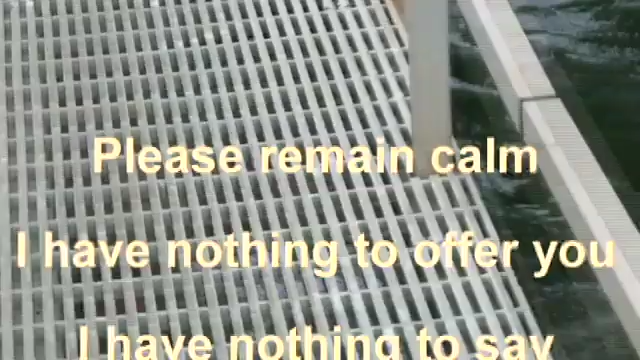 Please remain calm
I have nothing to offer you
I have nothing to say